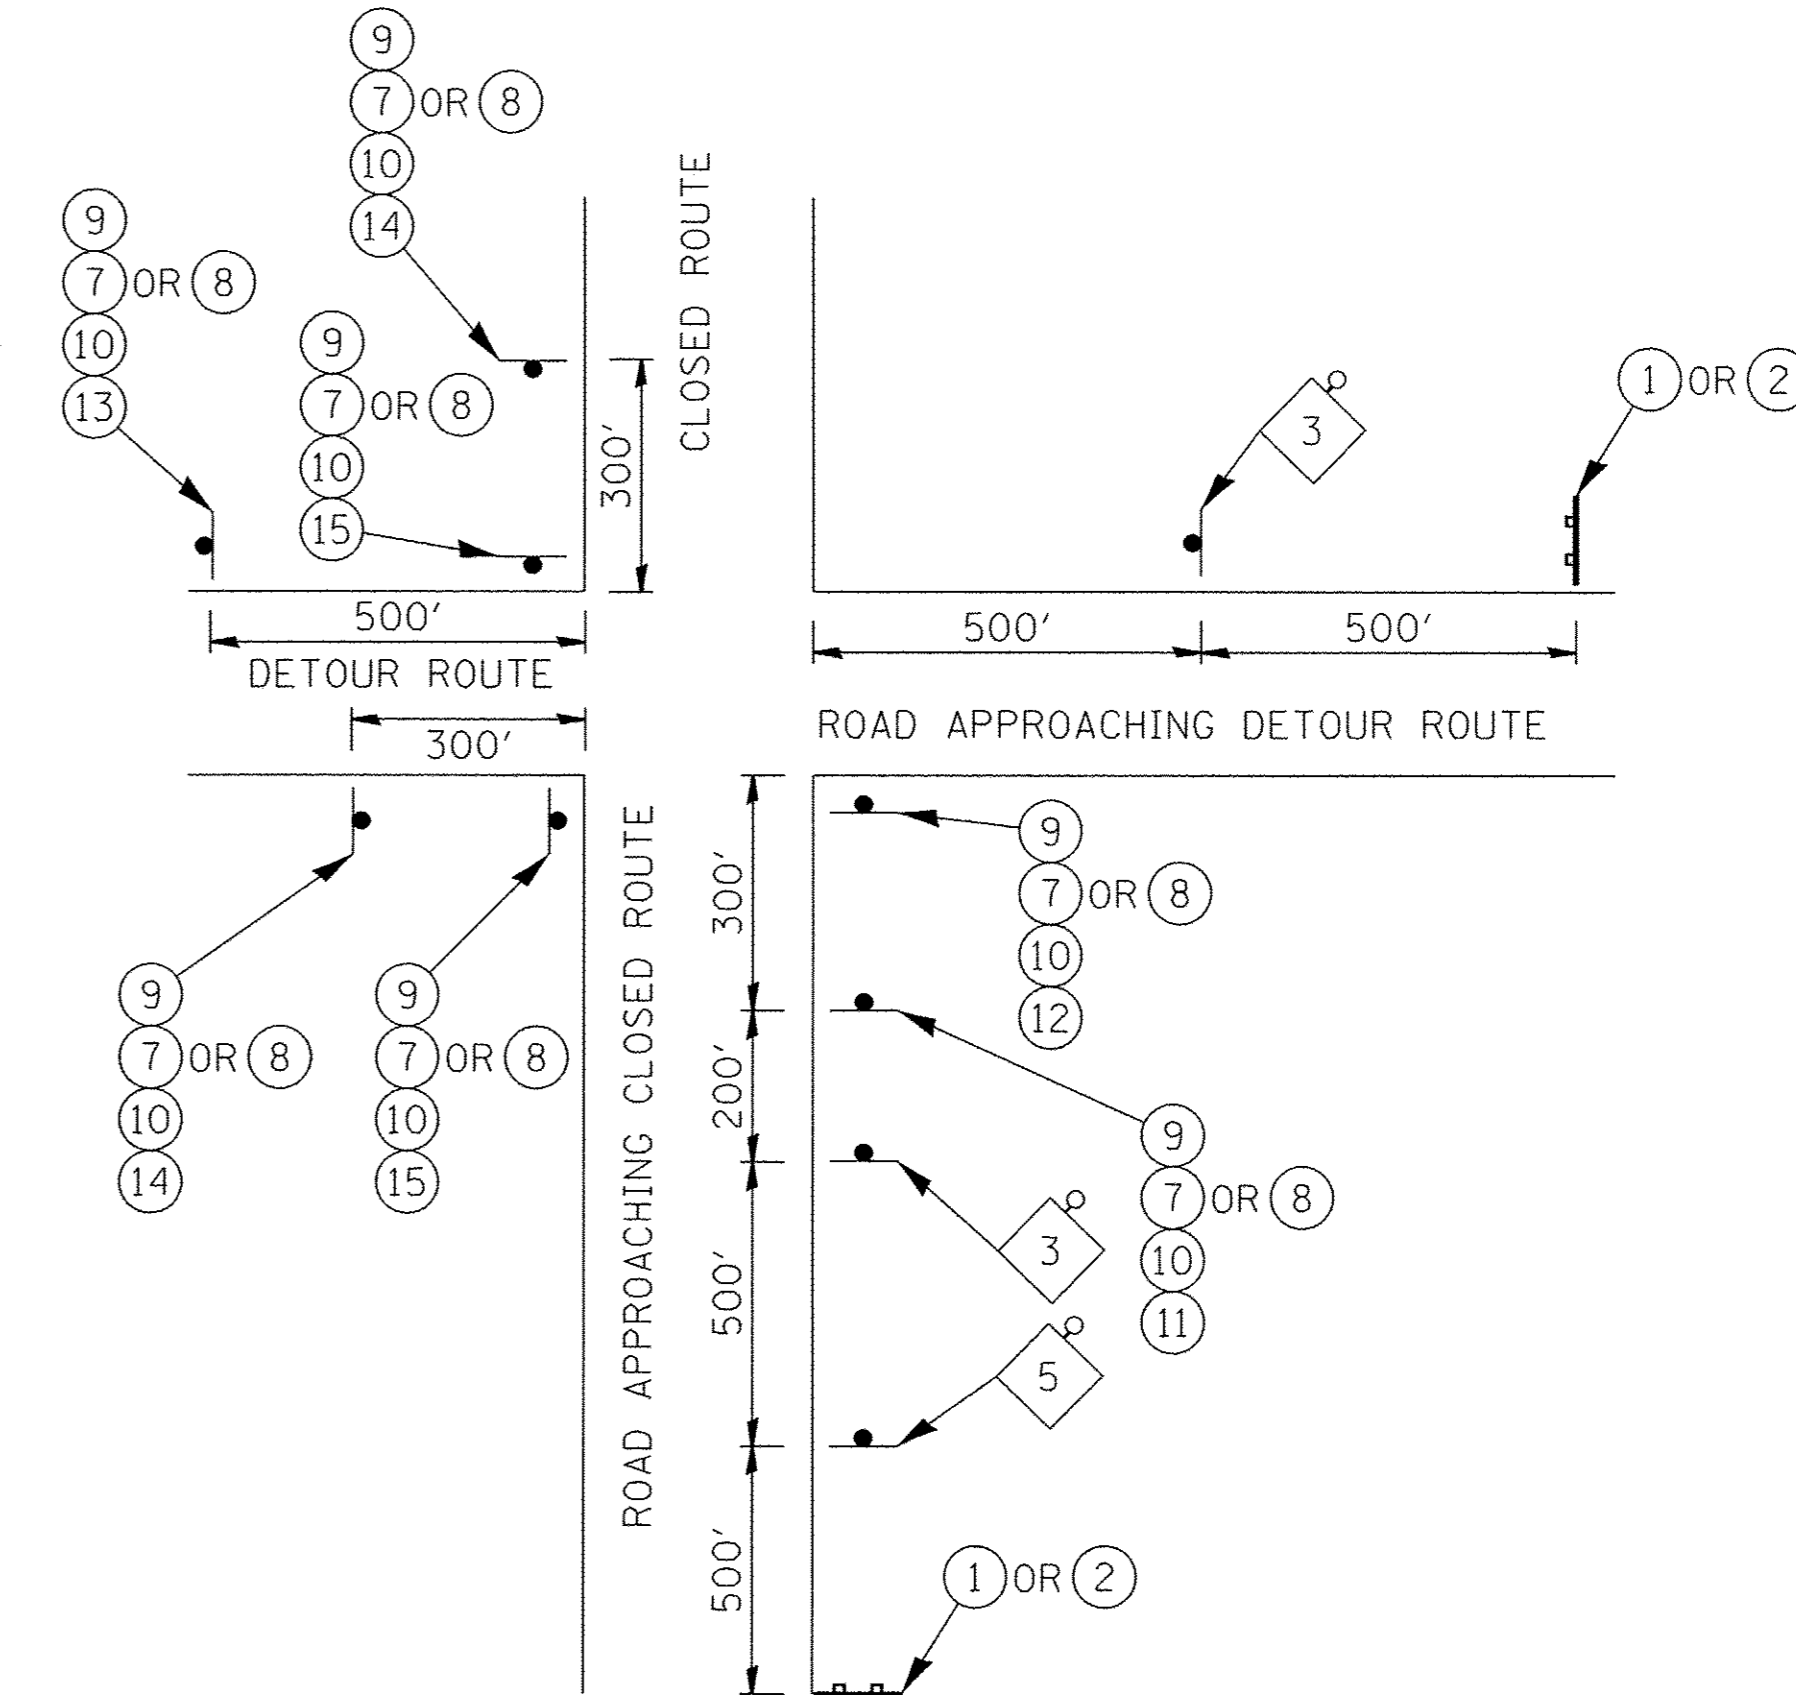 9
7 OR 8
10
14
9
7 OR 8
10
13
9
7 OR 8
10
15
300'
CLOSED ROUTE
3
1 OR 2
500'
DETOUR ROUTE
300'
500'
500'
ROAD APPROACHING DETOUR ROUTE
9
7 OR 8
10
14
9
7 OR 8
10
15
ROAD APPROACHING CLOSED ROUTE
300'
200'
500'
500'
9
7 OR 8
10
12
9
7 OR 8
10
11
3
5
1 OR 2